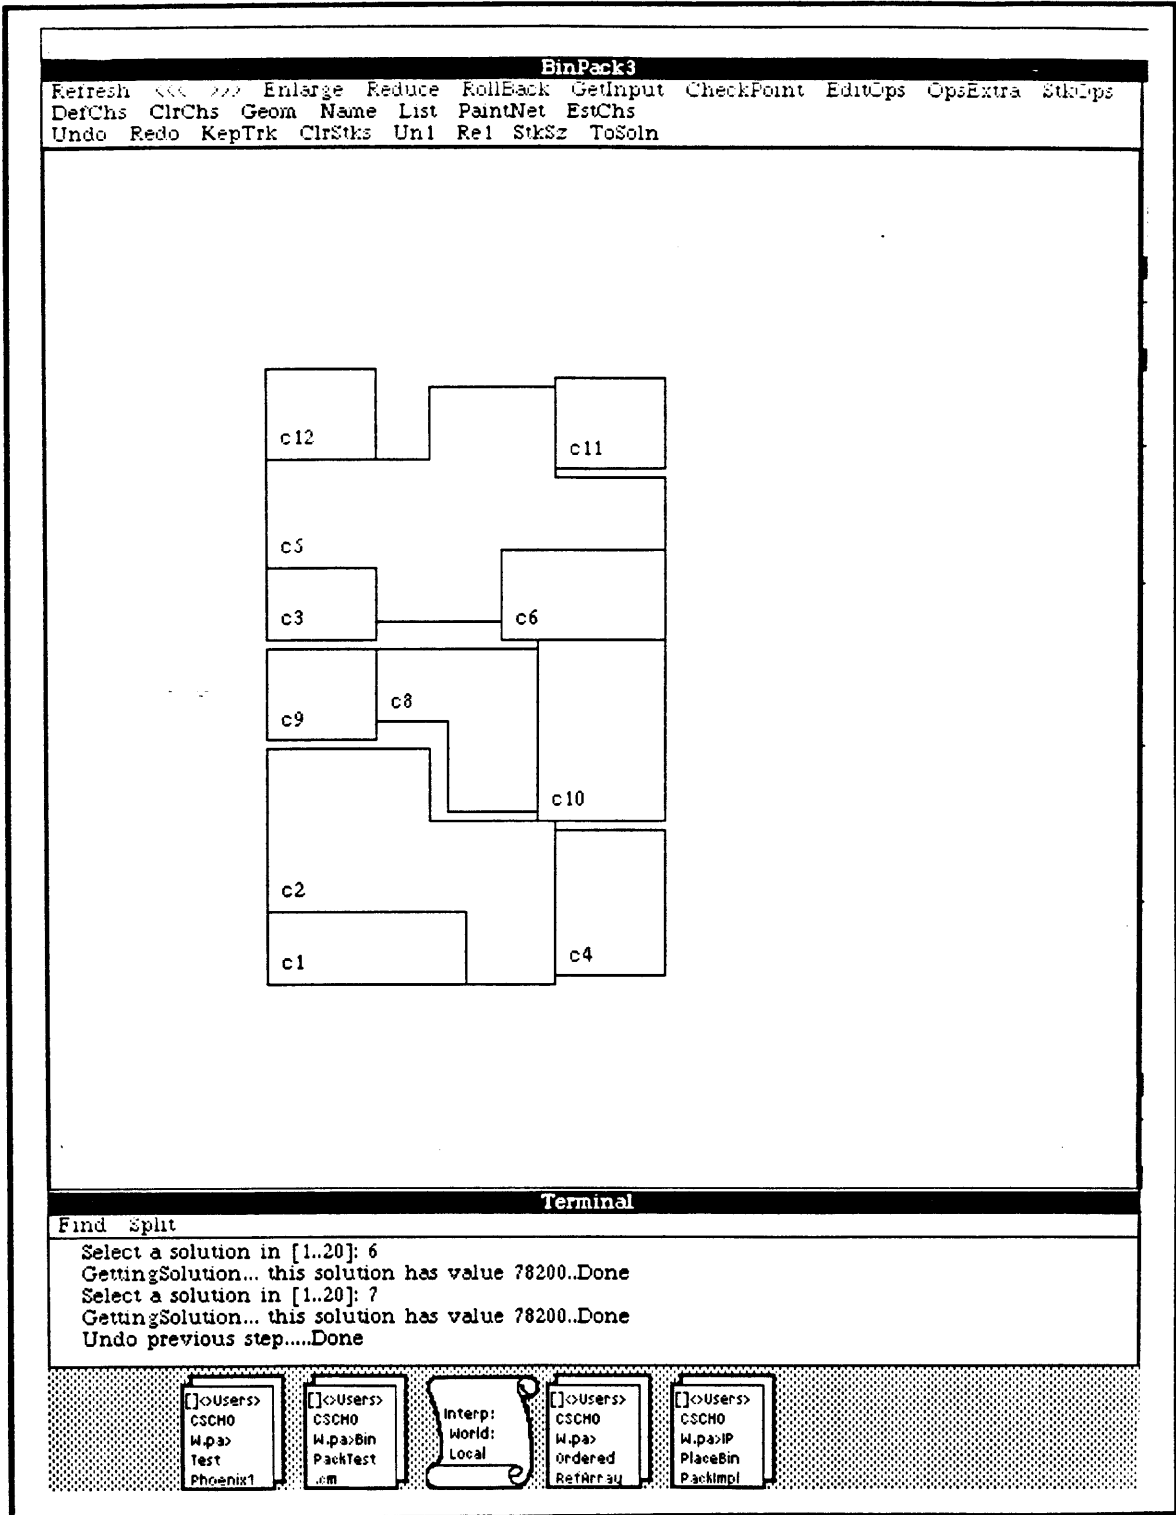 BinPack3
Refresh <<< >>> Enlarge Reduce RollBack GetInput CheckPoint EditOps OpsExtra StkOps
DefChs ClrChs Geom Name List PaintNet EstChs
Undo Redo KepTrk ClrStks Un1 Re1 StkSz ToSoln
c12
c11
c5
c3
c6
c8
c9
c10
c2
c4
c1
Terminal
Find Split
Select a solution in [1..20]: 6
GettingSolution... this solution has value 78200..Done
Select a solution in [1..20]: 7
GettingSolution... this solution has value 78200..Done
Undo previous step.....Done
[]<>Users>
CSCHO
W.pa>
Test
Phoenix1
[]<>Users>
CSCHO
W.pa>Bin
PackTest
.cm
Interp:
World:
Local
[]<>Users>
CSCHO
W.pa>
Ordered
RefArray
[]<>Users>
CSCHO
W.pa>IP
PlaceBin
PackImpl